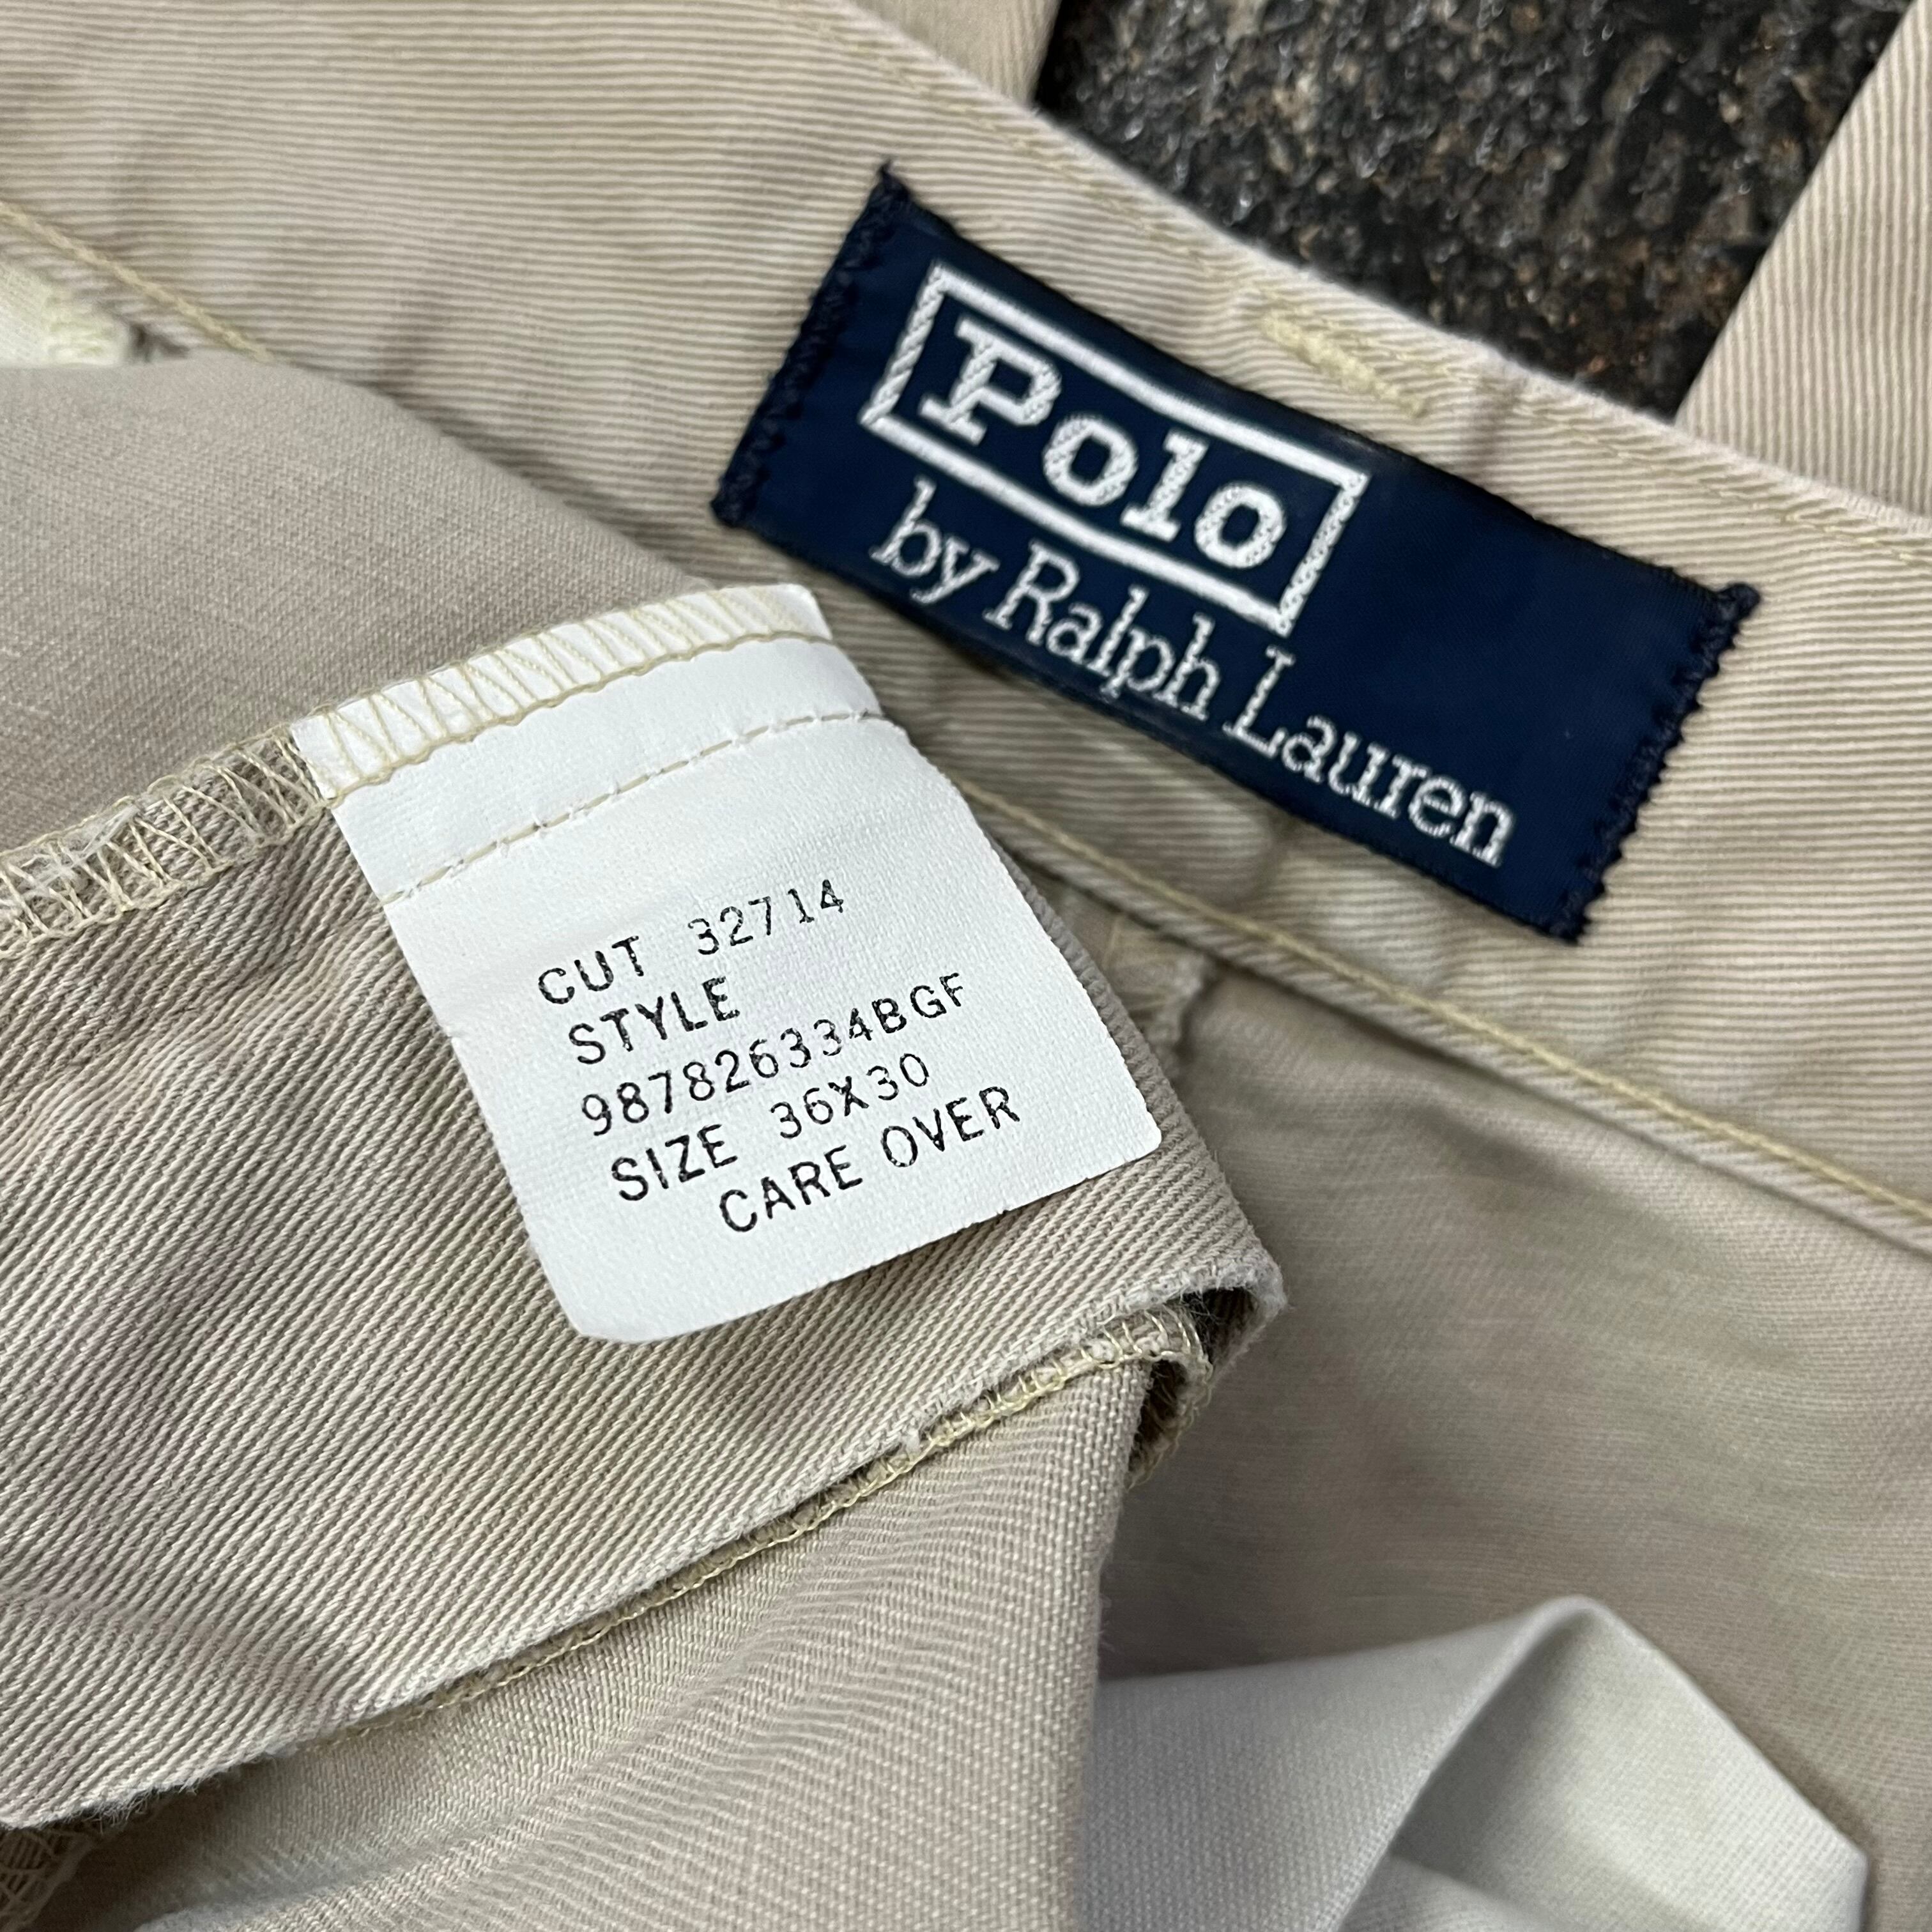 Polo
by Ralph Lauren
CUT 32714
STYLE
987826334BGF
SIZE 36X30
CARE OVER